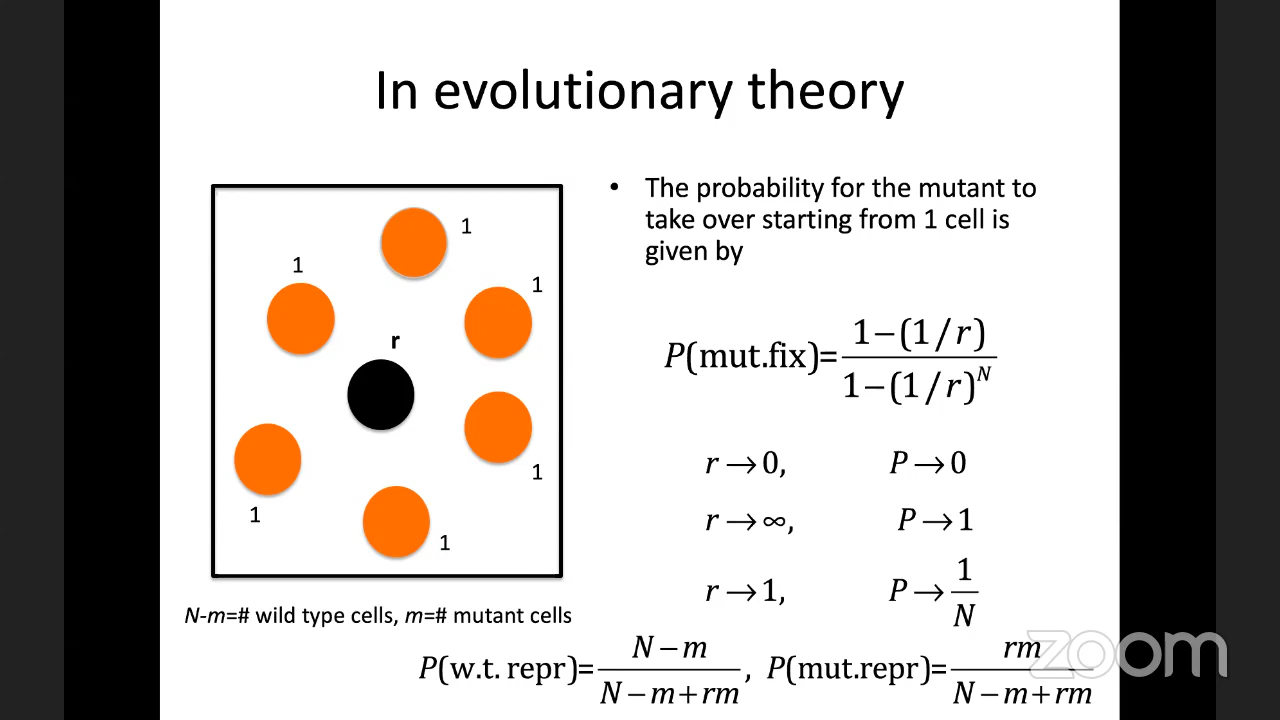 In evolutionary theory
1
1
1
r
1
1
1
N-m=# wild type cells, m=# mutant cells
• The probability for the mutant to
take over starting from 1 cell is
given by
P(mut.fix)=(1−(1/r))/(1−(1/r)^N)
r→0, P→0
r→∞, P→1
r→1, P→1/N
P(w.t. repr)=(N−m)/(N−m+rm), P(mut.repr)=rm/(N−m+rm)
zoom